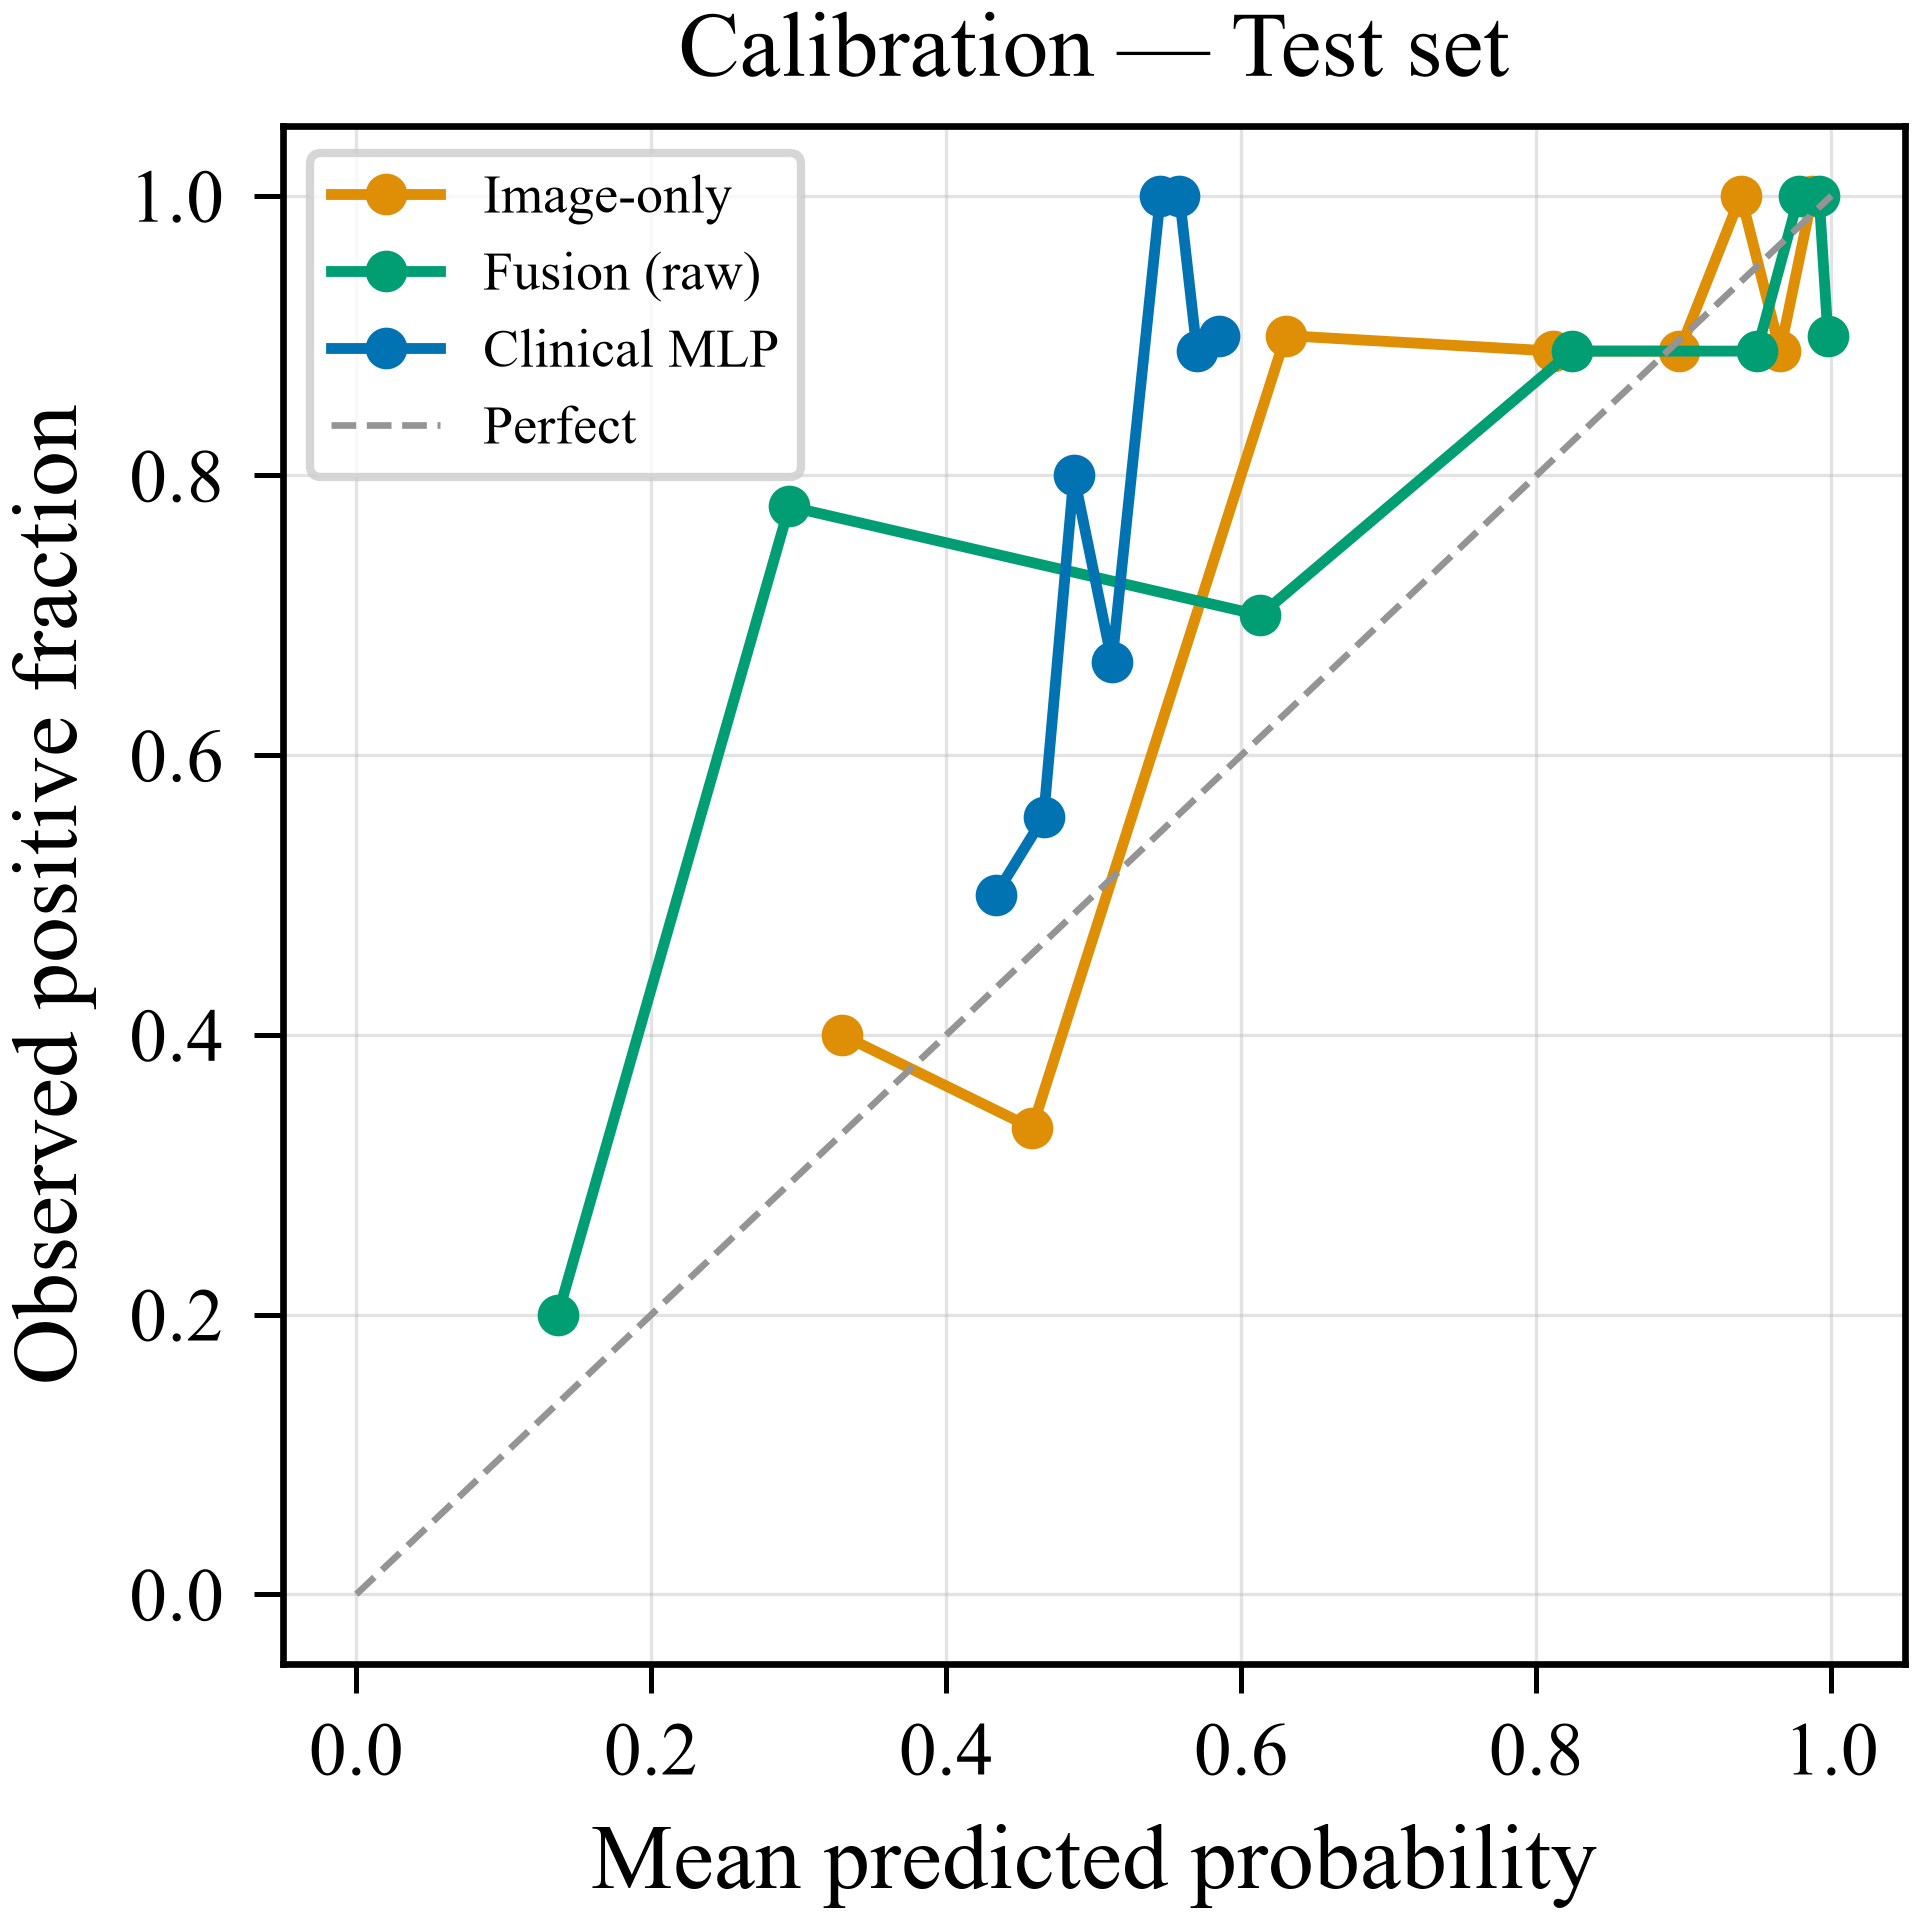 Calibration — Test set
Image-only
Fusion (raw)
Clinical MLP
Perfect
Observed positive fraction
1.0
0.8
0.6
0.4
0.2
0.0
0.0 0.2 0.4 0.6 0.8 1.0
Mean predicted probability